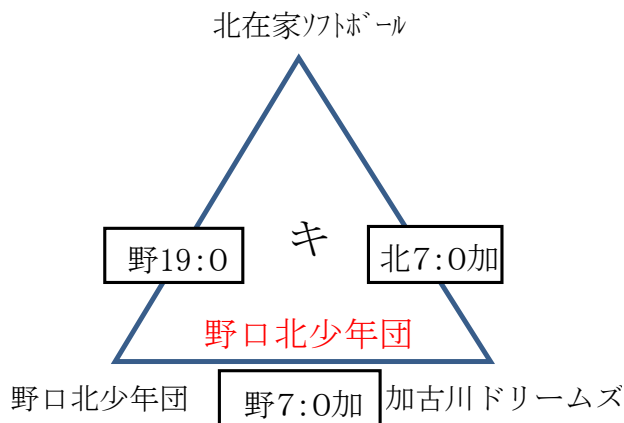 北在家ｿﾌﾄﾎﾞｰﾙ
キ
野19:0
北7:0加
野口北少年団
野口北少年団
野7:0加
加古川ドリームズ